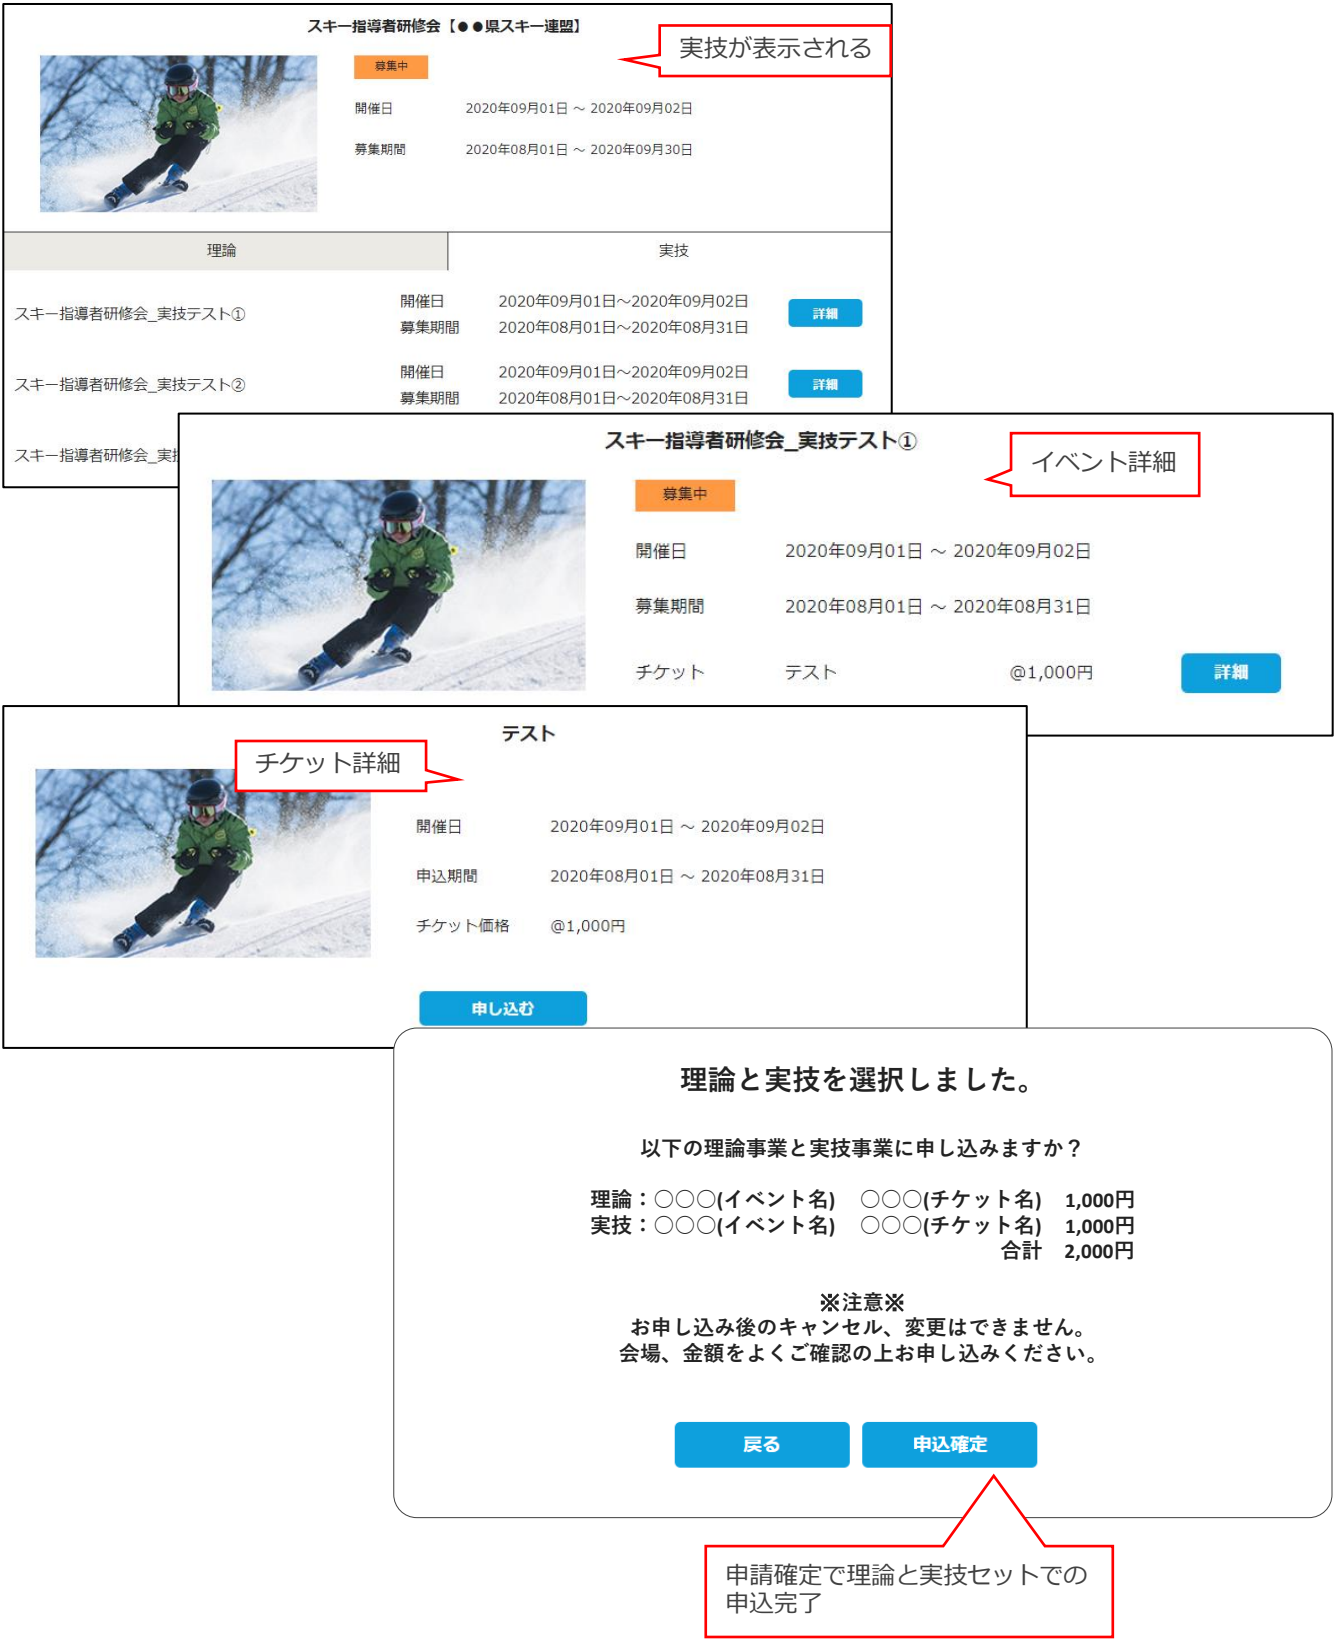 スキー指導者研修会【●●県スキー連盟】
実技が表示される
募集中
開催日 2020年09月01日 ～ 2020年09月02日
募集期間 2020年08月01日 ～ 2020年09月30日
理論 実技
スキー指導者研修会_実技テスト①
開催日 2020年09月01日～2020年09月02日
募集期間 2020年08月01日～2020年08月31日
詳細
スキー指導者研修会_実技テスト②
開催日 2020年09月01日～2020年09月02日
募集期間 2020年08月01日～2020年08月31日
詳細
スキー指導者研修会_実
スキー指導者研修会_実技テスト①
イベント詳細
募集中
開催日 2020年09月01日 ～ 2020年09月02日
募集期間 2020年08月01日 ～ 2020年08月31日
チケット テスト @1,000円 詳細
テスト
チケット詳細
開催日 2020年09月01日 ～ 2020年09月02日
申込期間 2020年08月01日 ～ 2020年08月31日
チケット価格 @1,000円
申し込む
理論と実技を選択しました。
以下の理論事業と実技事業に申し込みますか？
理論：○○○(イベント名) ○○○(チケット名) 1,000円
実技：○○○(イベント名) ○○○(チケット名) 1,000円
合計 2,000円
※注意※
お申し込み後のキャンセル、変更はできません。
会場、金額をよくご確認の上お申し込みください。
戻る 申込確定
申請確定で理論と実技セットでの
申込完了